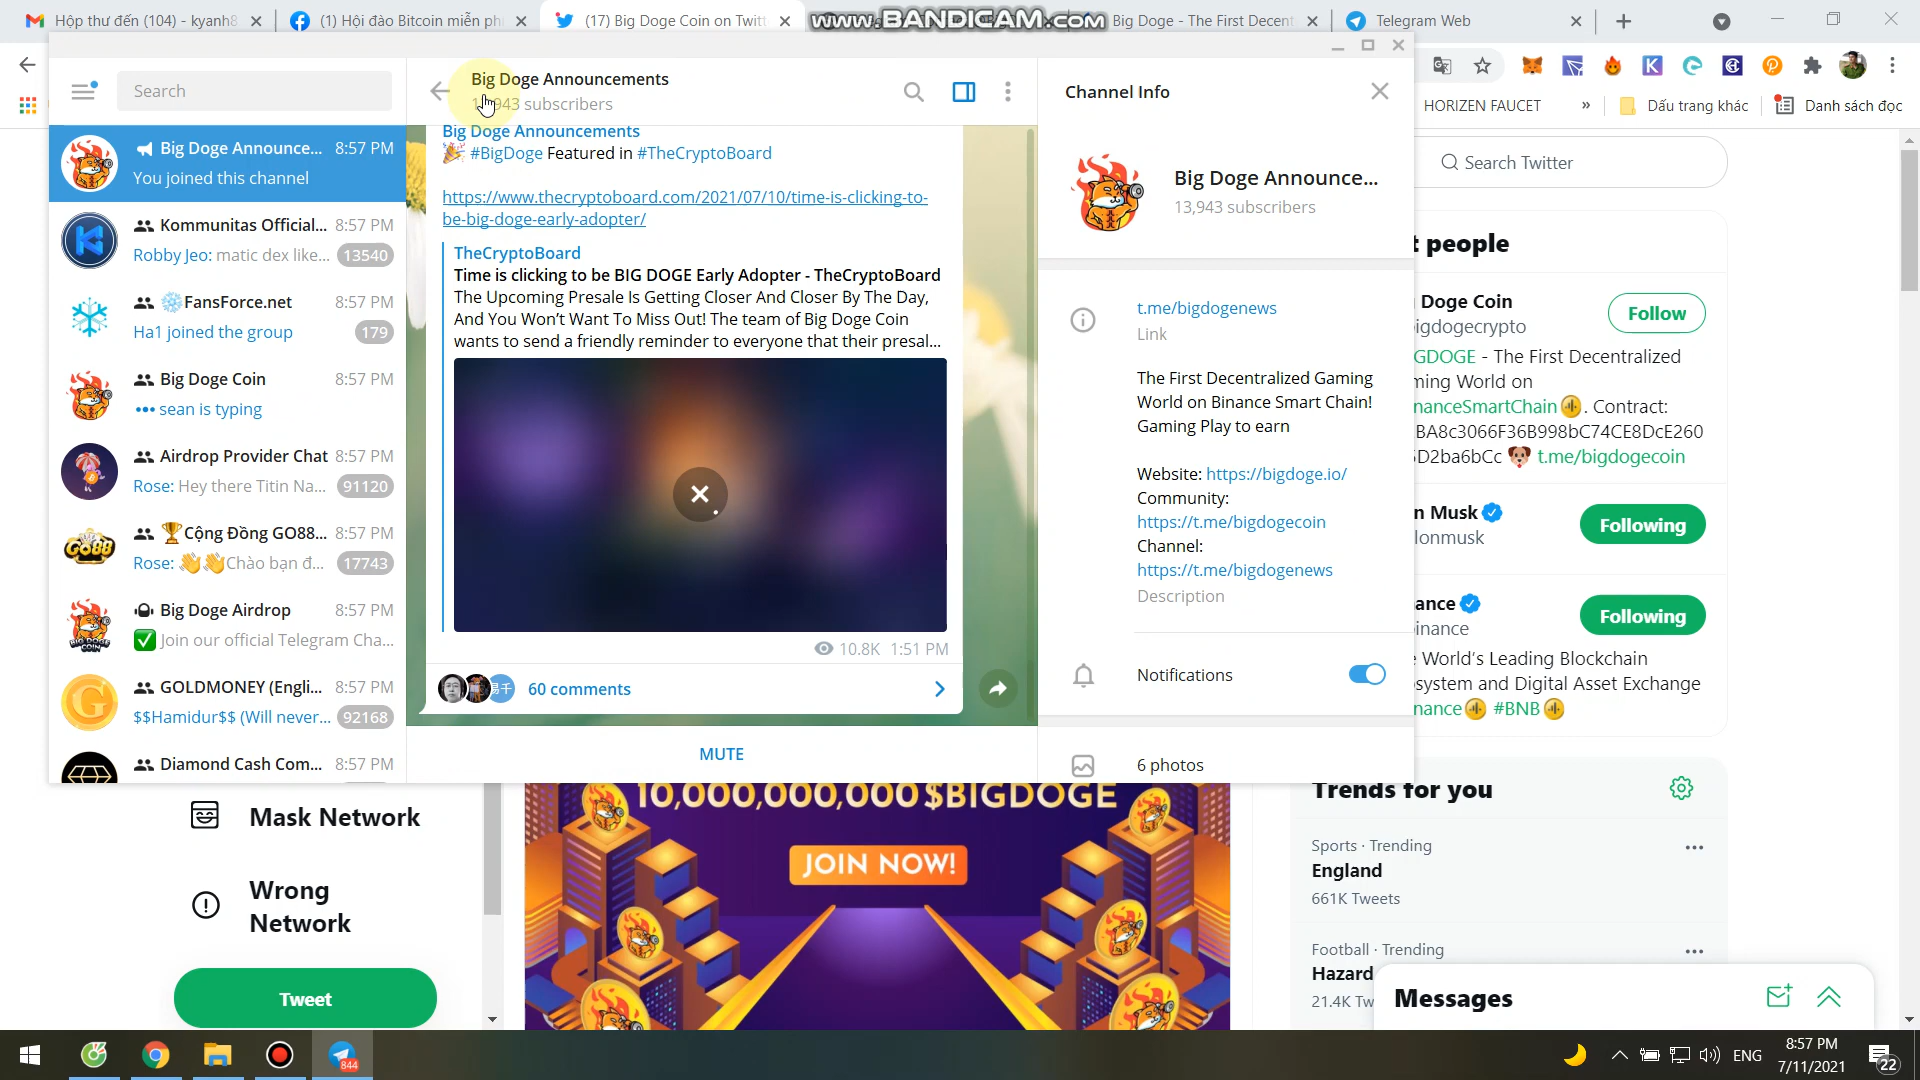 Hộp thư đến (104) - kyanh8
(1) Hội đào Bitcoin miễn ph
(17) Big Doge Coin on Twitt
www.BANDICAM.com
Big Doge - The First Decent
Telegram Web
Search
Big Doge Announcements
943 subscribers
Channel Info
HORIZEN FAUCET
»
Dấu trang khác
Danh sách đọc
Big Doge Announce... 8:57 PM
You joined this channel
Kommunitas Official... 8:57 PM
Robby Jeo: matic dex like... 13540
FansForce.net 8:57 PM
Ha1 joined the group 179
Big Doge Coin 8:57 PM
sean is typing
Airdrop Provider Chat 8:57 PM
Rose: Hey there Titin Na... 91120
Cộng Đồng GO88... 8:57 PM
Rose: 👋👋Chào bạn đ... 17743
GO88
Big Doge Airdrop 8:57 PM
✅ Join our official Telegram Cha...
BIG DOGE COIN
GOLDMONEY (Engli... 8:57 PM
$$Hamidur$$ (Will never... 92168
Diamond Cash Com... 8:57 PM
Big Doge Announcements
🎉 #BigDoge Featured in #TheCryptoBoard
https://www.thecryptoboard.com/2021/07/10/time-is-clicking-to-
be-big-doge-early-adopter/
TheCryptoBoard
Time is clicking to be BIG DOGE Early Adopter - TheCryptoBoard
The Upcoming Presale Is Getting Closer And Closer By The Day,
And You Won't Want To Miss Out! The team of Big Doge Coin
wants to send a friendly reminder to everyone that their presal...
10.8K 1:51 PM
60 comments
MUTE
Big Doge Announce...
13,943 subscribers
t.me/bigdogenews
Link
The First Decentralized Gaming
World on Binance Smart Chain!
Gaming Play to earn
Website: https://bigdoge.io/
Community:
https://t.me/bigdogecoin
Channel:
https://t.me/bigdogenews
Description
Notifications
6 photos
Search Twitter
t people
Doge Coin
igdogecrypto
Follow
GDOGE - The First Decentralized
ming World on
nanceSmartChain. Contract:
BA8c3066F36B998bC74CE8DcE260
D2ba6bCc 🐶 t.me/bigdogecoin
n Musk
lonmusk
Following
ance
inance
Following
World's Leading Blockchain
system and Digital Asset Exchange
nance #BNB
Mask Network
Wrong
Network
Tweet
10,000,000,000 $BIGDOGE
JOIN NOW!
Trends for you
Sports · Trending
England
661K Tweets
Football · Trending
Hazard
21.4K Tw
Messages
844
ENG
8:57 PM
7/11/2021
22